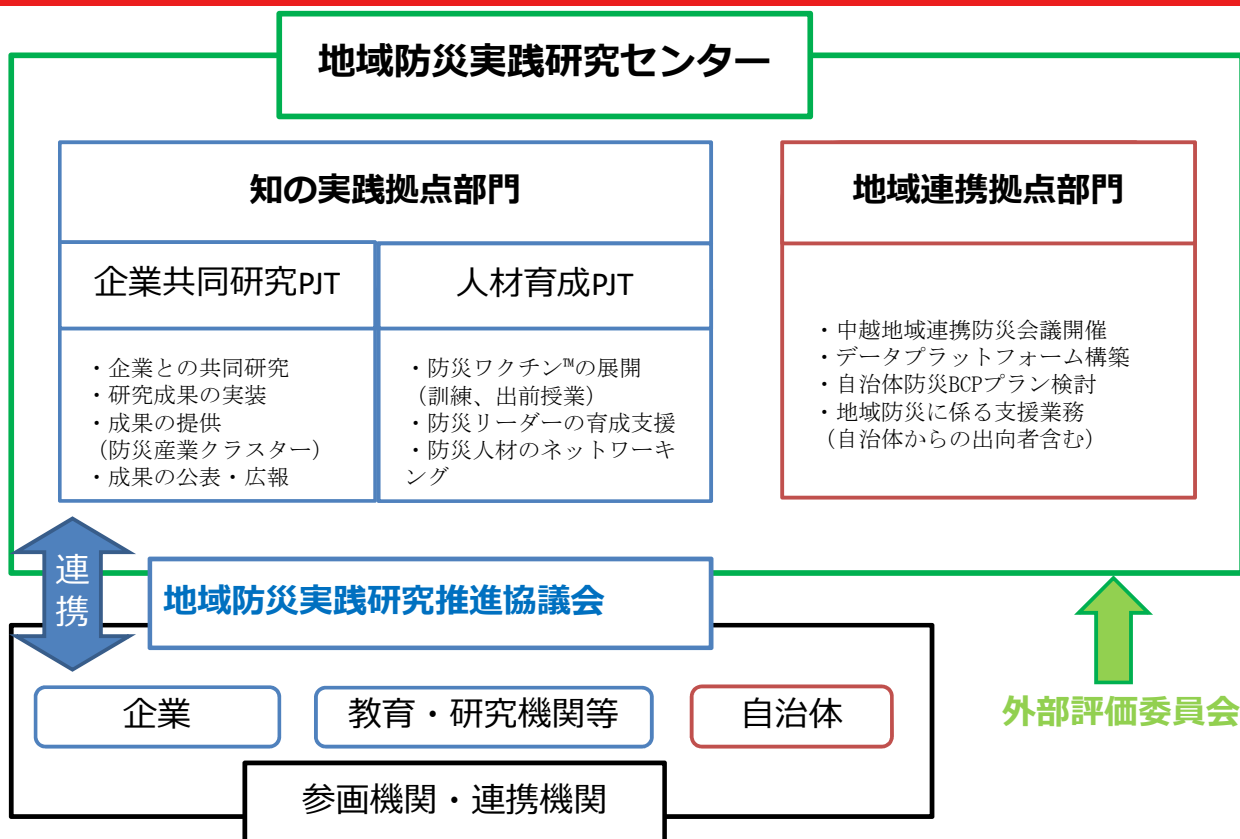 地域防災実践研究センター
知の実践拠点部門
企業共同研究PJT
・企業との共同研究
・研究成果の実装
・成果の提供
（防災産業クラスター）
・成果の公表・広報
人材育成PJT
・防災ワクチン™の展開
（訓練、出前授業）
・防災リーダーの育成支援
・防災人材のネットワーキ
ング
地域連携拠点部門
・中越地域連携防災会議開催
・データプラットフォーム構築
・自治体防災BCPプラン検討
・地域防災に係る支援業務
（自治体からの出向者含む）
連
携
地域防災実践研究推進協議会
企業
教育・研究機関等
自治体
参画機関・連携機関
外部評価委員会